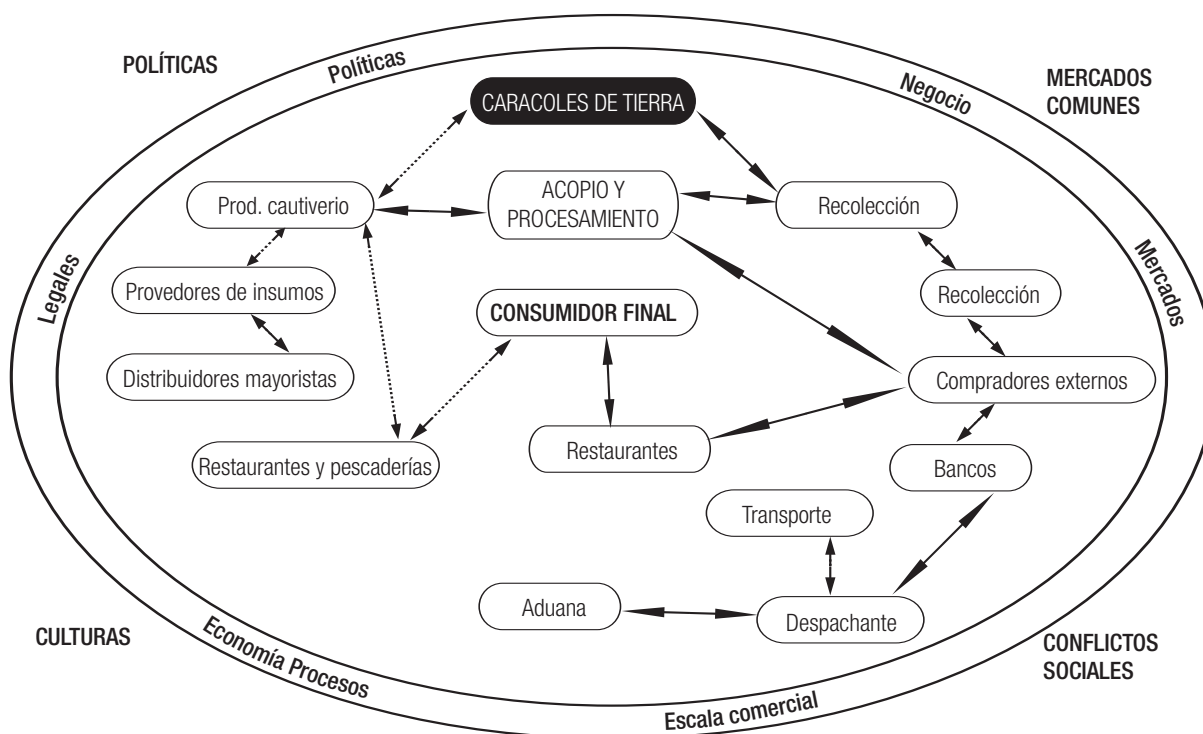 POLÍTICAS
Políticas
Negocio
MERCADOS
COMUNES
CARACOLES DE TIERRA
Prod. cautiverio
ACOPIO Y
PROCESAMIENTO
Recolección
Legales
Mercados
Provedores de insumos
CONSUMIDOR FINAL
Recolección
Distribuidores mayoristas
Compradores externos
Restaurantes y pescaderías
Restaurantes
Bancos
Transporte
Aduana
Despachante
CULTURAS
Economía Procesos
Escala comercial
CONFLICTOS
SOCIALES